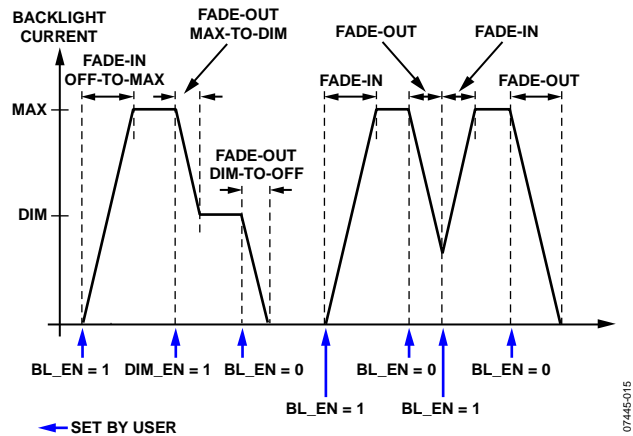 BACKLIGHT
CURRENT
FADE-OUT
MAX-TO-DIM
FADE-IN
OFF-TO-MAX
FADE-OUT
FADE-IN
FADE-IN
FADE-OUT
MAX
FADE-OUT
DIM-TO-OFF
DIM
BL_EN = 1
DIM_EN = 1
BL_EN = 0
BL_EN = 0
BL_EN = 0
BL_EN = 1
BL_EN = 1
SET BY USER
07445-015